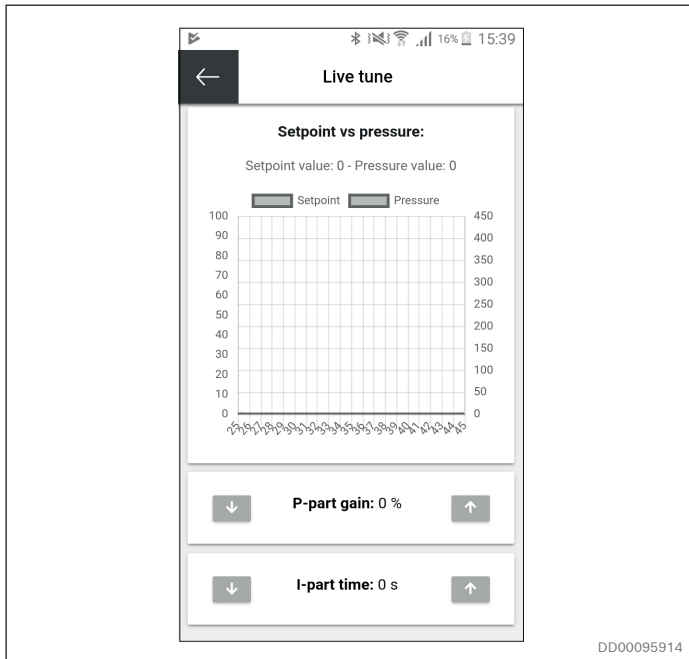 16% 15:39
Live tune
Setpoint vs pressure:
Setpoint value: 0 - Pressure value: 0
Setpoint Pressure
100 450
90 400
80 350
70 300
60 250
50 200
40 150
30 100
20 50
10 0
0
25 26 27 28 29 30 31 32 33 34 35 36 37 38 39 40 41 42 43 44 45
P-part gain: 0 %
I-part time: 0 s
DD00095914